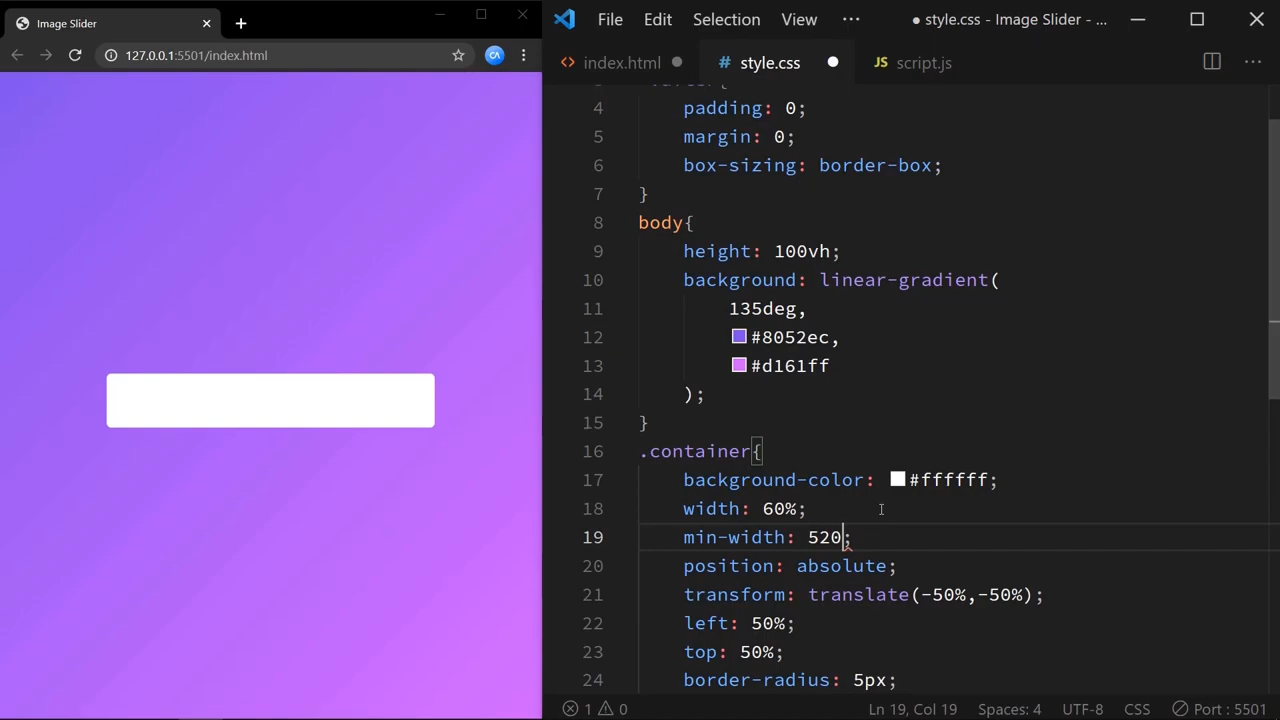 Image Slider
127.0.0.1:5501/index.html
CA
File Edit Selection View ··· ● style.css - Image Slider - ...
<> index.html # style.css JS script.js ···
4 padding: 0;
5 margin: 0;
6 box-sizing: border-box;
7 }
8 body{
9 height: 100vh;
10 background: linear-gradient(
11 135deg,
12 #8052ec,
13 #d161ff
14 );
15 }
16 .container{
17 background-color: #ffffff;
18 width: 60%;
19 min-width: 520;
20 position: absolute;
21 transform: translate(-50%,-50%);
22 left: 50%;
23 top: 50%;
24 border-radius: 5px;
1 0 Ln 19, Col 19 Spaces: 4 UTF-8 CSS Port : 5501